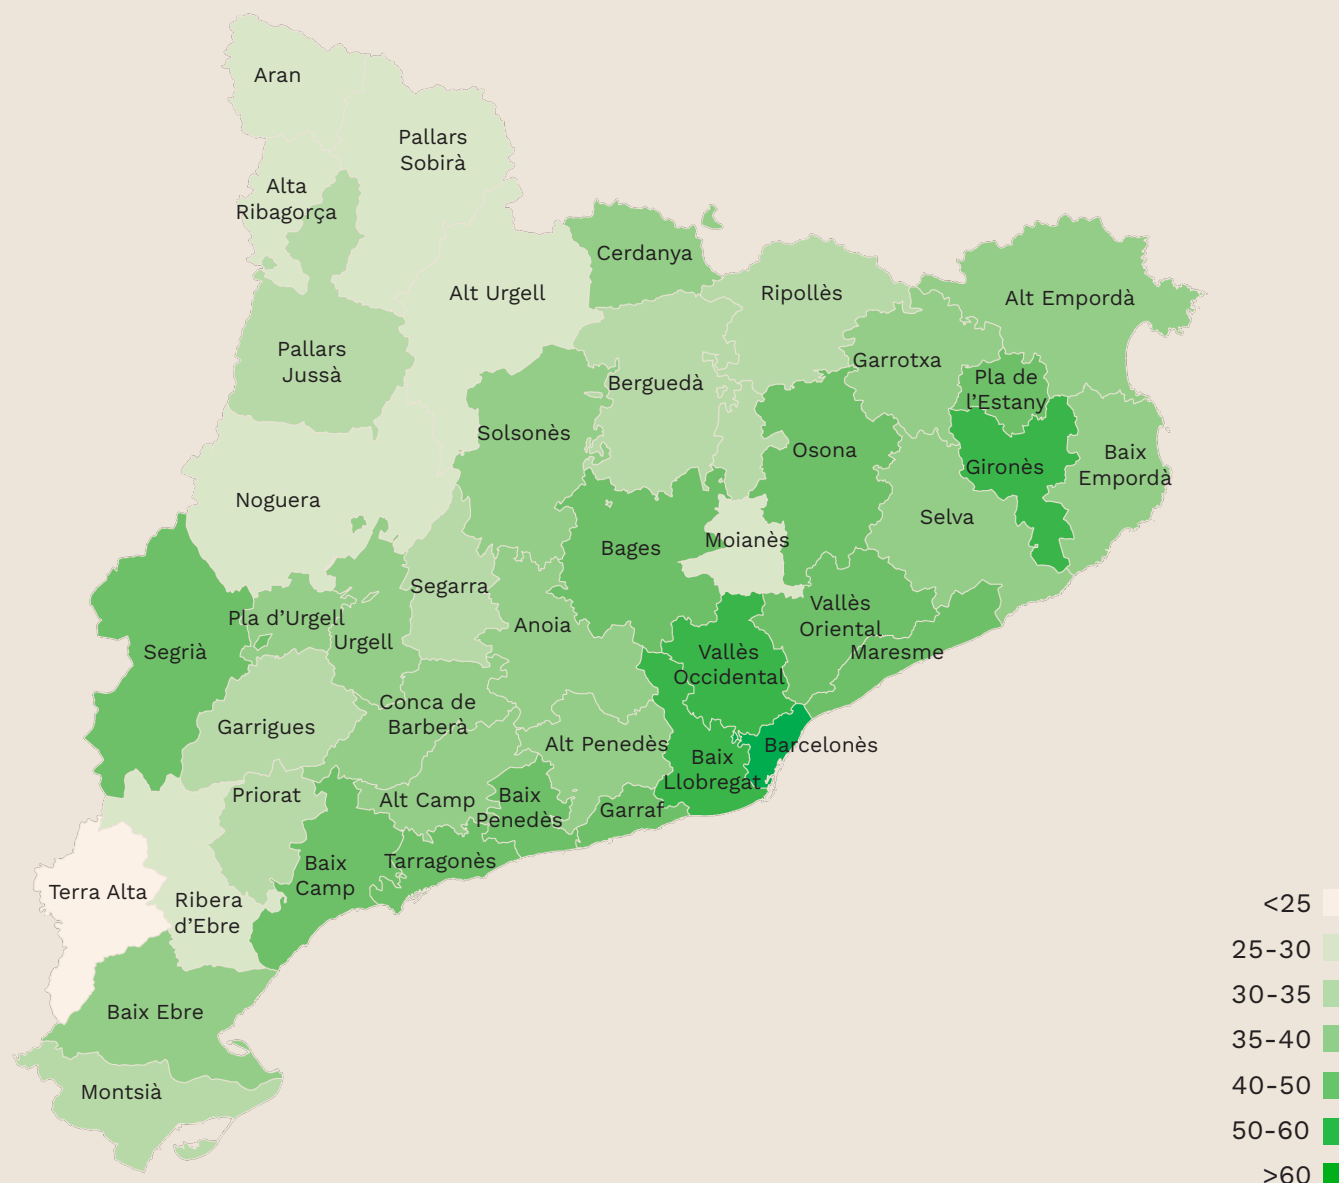 Aran
Pallars
Sobirà
Alta
Ribagorça
Cerdanya
Alt Urgell
Ripollès
Alt Empordà
Pallars
Jussà
Garrotxa
Berguedà
Pla de
l’Estany
Solsonès
Osona
Gironès
Baix
Empordà
Noguera
Selva
Moianès
Bages
Segarra
Vallès
Oriental
Pla d’Urgell
Anoia
Urgell
Segrià
Vallès
Occidental
Maresme
Conca de
Barberà
Garrigues
Alt Penedès
Barcelonès
Baix
Llobregat
Priorat
Alt Camp
Baix
Penedès
Garraf
Baix
Camp
Tarragonès
Terra Alta
Ribera
d’Ebre
Baix Ebre
Montsià
<25
25-30
30-35
35-40
40-50
50-60
>60